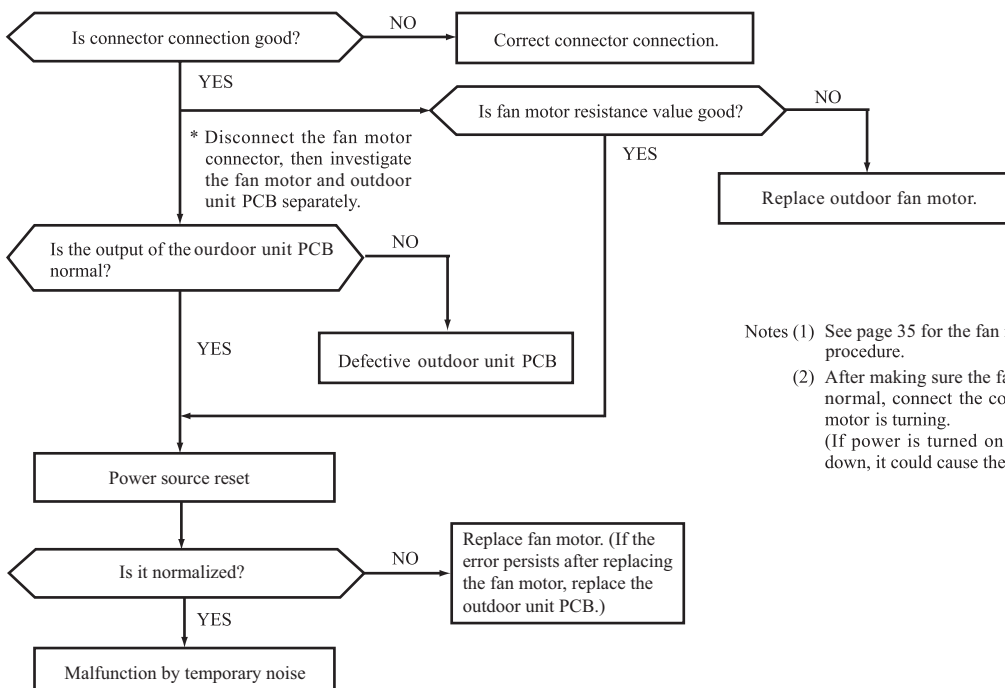 Is connector connection good?
NO
Correct connector connection.
YES
Is fan motor resistance value good?
NO
* Disconnect the fan motor
connector, then investigate
the fan motor and outdoor
unit PCB separately.
YES
Replace outdoor fan motor.
Is the output of the ourdoor unit PCB
normal?
NO
YES
Defective outdoor unit PCB
Notes (1) See page 35 for the fan
procedure.
(2) After making sure the
normal, connect the
motor is turning.
(If power is turned on
down, it could cause the
Power source reset
Is it normalized?
NO
Replace fan motor. (If the
error persists after replacing
the fan motor, replace the
outdoor unit PCB.)
YES
Malfunction by temporary noise